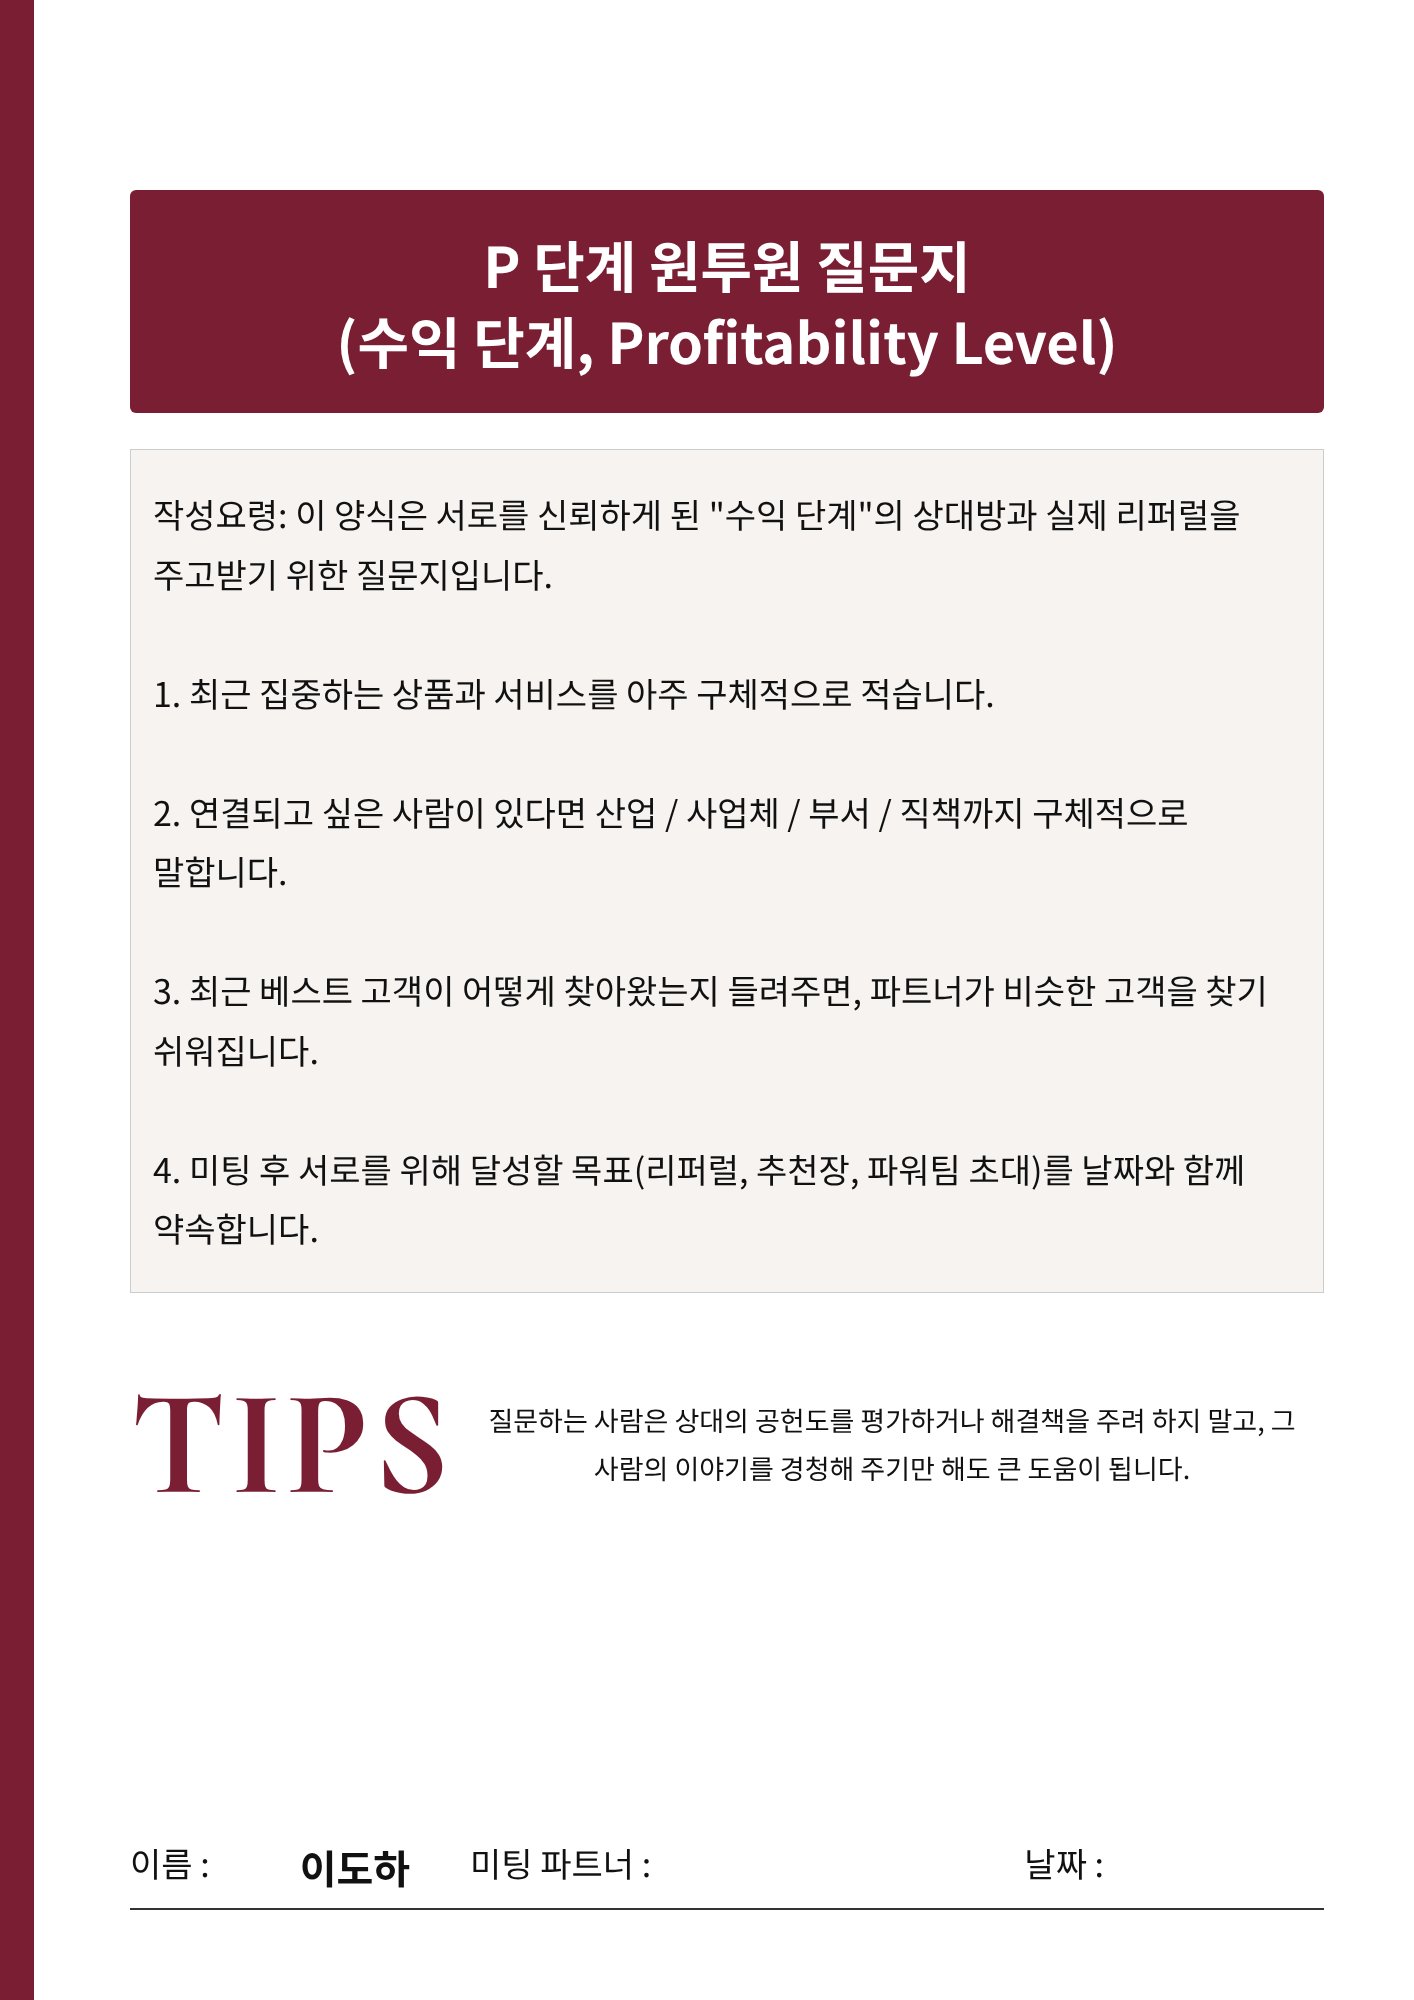 P 단계 원투원 질문지
(수익 단계, Profitability Level)
작성요령: 이 양식은 서로를 신뢰하게 된 "수익 단계"의 상대방과 실제 리퍼럴을
주고받기 위한 질문지입니다.
1. 최근 집중하는 상품과 서비스를 아주 구체적으로 적습니다.
2. 연결되고 싶은 사람이 있다면 산업 / 사업체 / 부서 / 직책까지 구체적으로
말합니다.
3. 최근 베스트 고객이 어떻게 찾아왔는지 들려주면, 파트너가 비슷한 고객을 찾기
쉬워집니다.
4. 미팅 후 서로를 위해 달성할 목표(리퍼럴, 추천장, 파워팀 초대)를 날짜와 함께
약속합니다.
TIPS
질문하는 사람은 상대의 공헌도를 평가하거나 해결책을 주려 하지 말고, 그
사람의 이야기를 경청해 주기만 해도 큰 도움이 됩니다.
이름 : 이도하 미팅 파트너 : 날짜 :